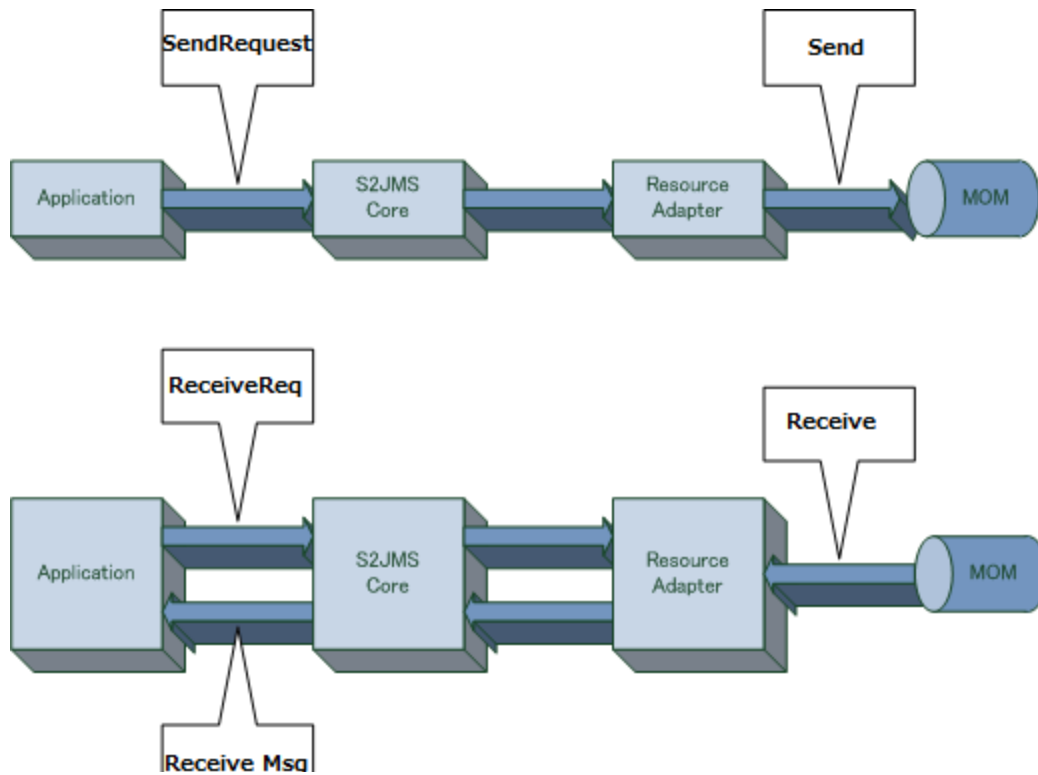 SendRequest
Send
Application
S2JMS
Core
Resource
Adapter
MOM
ReceiveReq
Receive
Application
S2JMS
Core
Resource
Adapter
MOM
Receive Msg